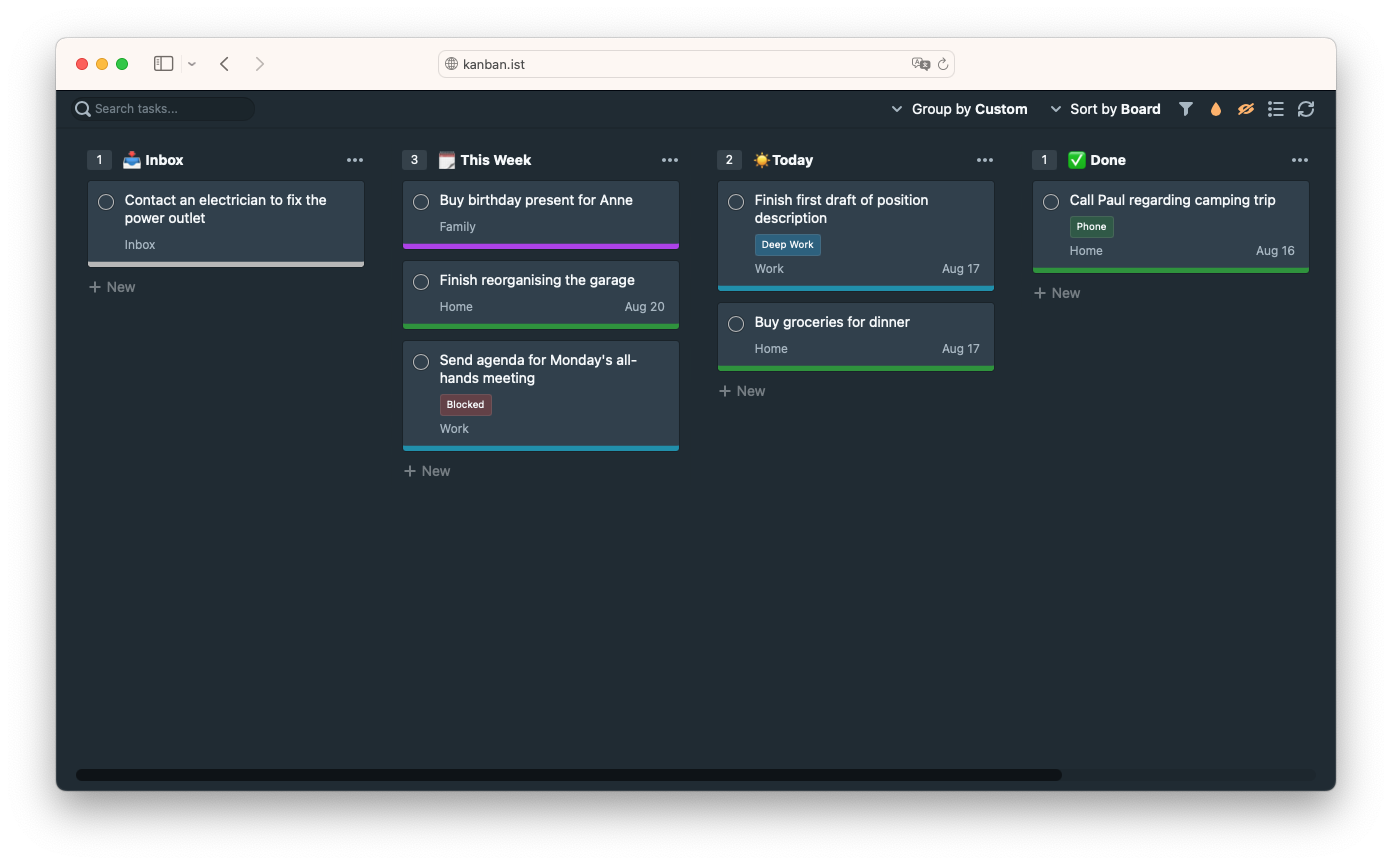 kanban.ist
Search tasks...
Group by Custom
Sort by Board
1 📥 Inbox
Contact an electrician to fix the
power outlet
Inbox
+ New
3 🗓️ This Week
Buy birthday present for Anne
Family
Finish reorganising the garage
Home Aug 20
Send agenda for Monday's all-
hands meeting
Blocked
Work
+ New
2 ☀️Today
Finish first draft of position
description
Deep Work
Work Aug 17
Buy groceries for dinner
Home Aug 17
+ New
1 ✅ Done
Call Paul regarding camping trip
Phone
Home Aug 16
+ New